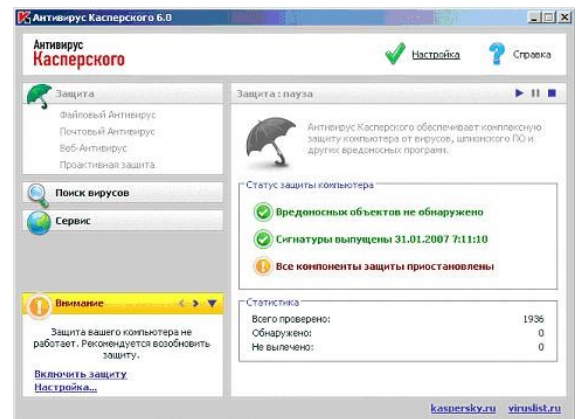 Антивирус Касперского 6.0
Антивирус
Касперского
Настройка
Справка
Защита
Файловый Антивирус
Почтовый Антивирус
Веб-Антивирус
Проактивная защита
Поиск вирусов
Сервис
Внимание
Защита вашего компьютера не
работает. Рекомендуется возобновить
защиту.
Включить защиту
Настройка...
Защита : пауза
Антивирус Касперского обеспечивает комплексную
защиту компьютера от вирусов, шпионского ПО и
других вредоносных программ.
Статус защиты компьютера
Вредоносных объектов не обнаружено
Сигнатуры выпущены 31.01.2007 7:11:10
Все компоненты защиты приостановлены
Статистика
Всего проверено: 1936
Обнаружено: 0
Не вылечено: 0
kaspersky.ru viruslist.ru